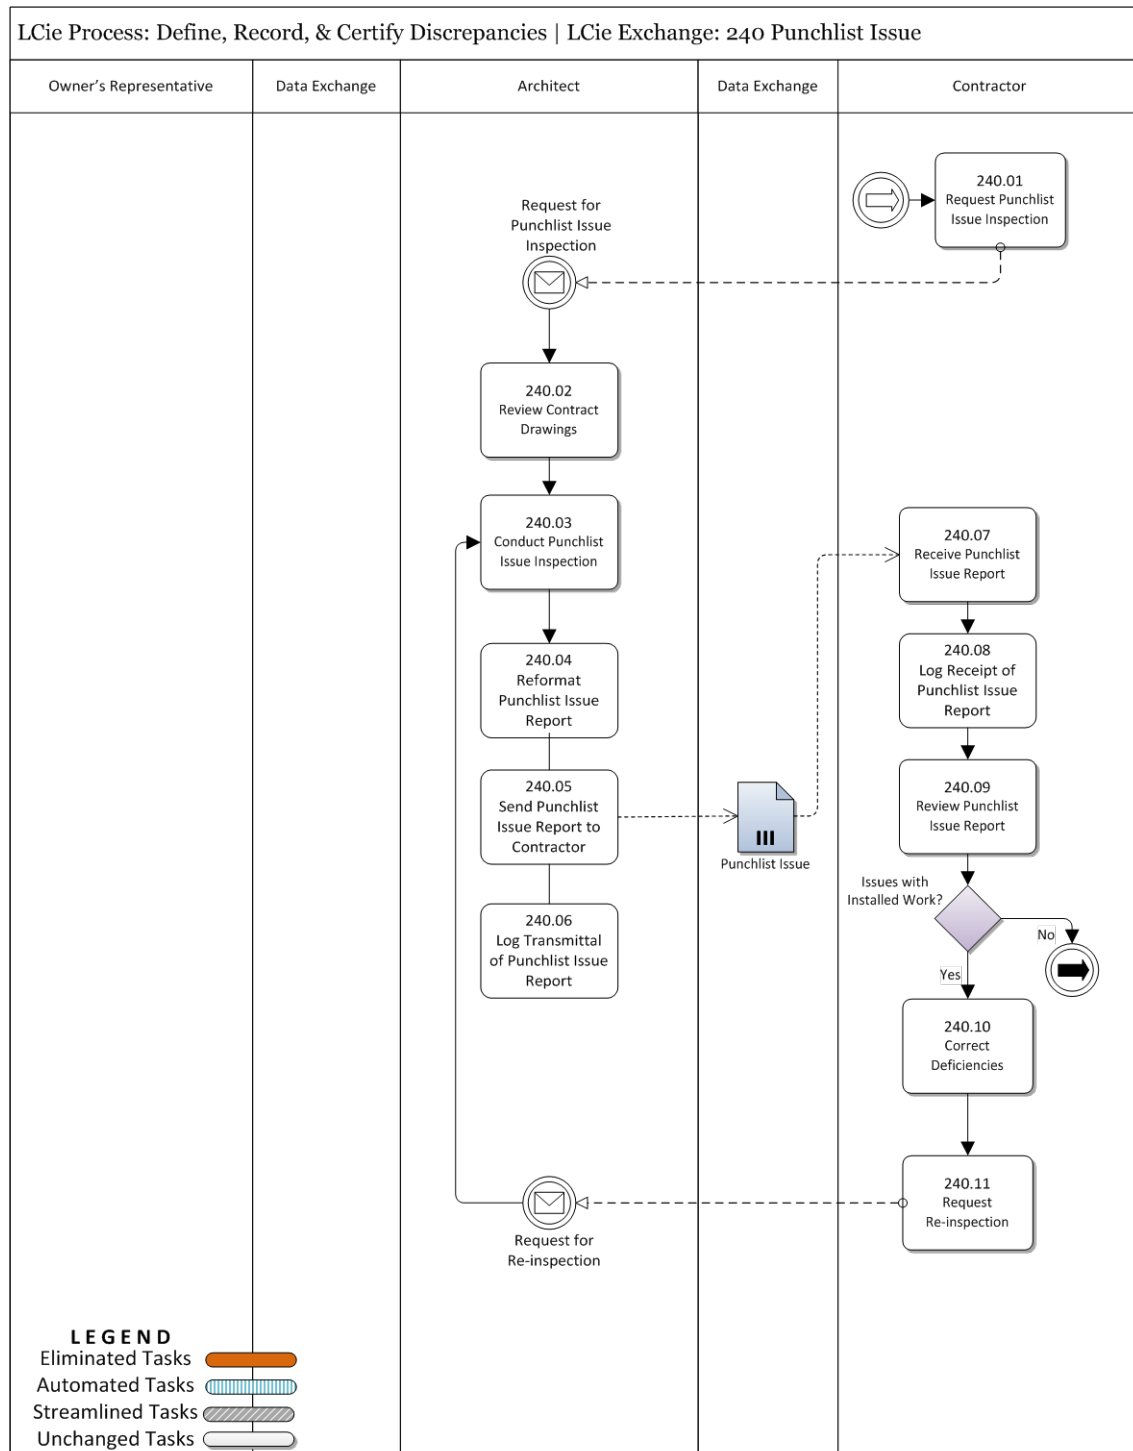 LCie Process: Define, Record, & Certify Discrepancies | LCie Exchange: 240 Punchlist Issue
Owner's Representative
Data Exchange
Architect
Data Exchange
Contractor
240.01
Request Punchlist
Issue Inspection
Request for
Punchlist Issue
Inspection
240.02
Review Contract
Drawings
240.03
Conduct Punchlist
Issue Inspection
240.04
Reformat
Punchlist Issue
Report
240.05
Send Punchlist
Issue Report to
Contractor
240.06
Log Transmittal
of Punchlist Issue
Report
Punchlist Issue
240.07
Receive Punchlist
Issue Report
240.08
Log Receipt of
Punchlist Issue
Report
240.09
Review Punchlist
Issue Report
Issues with
Installed Work?
No
Yes
240.10
Correct
Deficiencies
240.11
Request
Re-inspection
Request for
Re-inspection
LEGEND
Eliminated Tasks
Automated Tasks
Streamlined Tasks
Unchanged Tasks